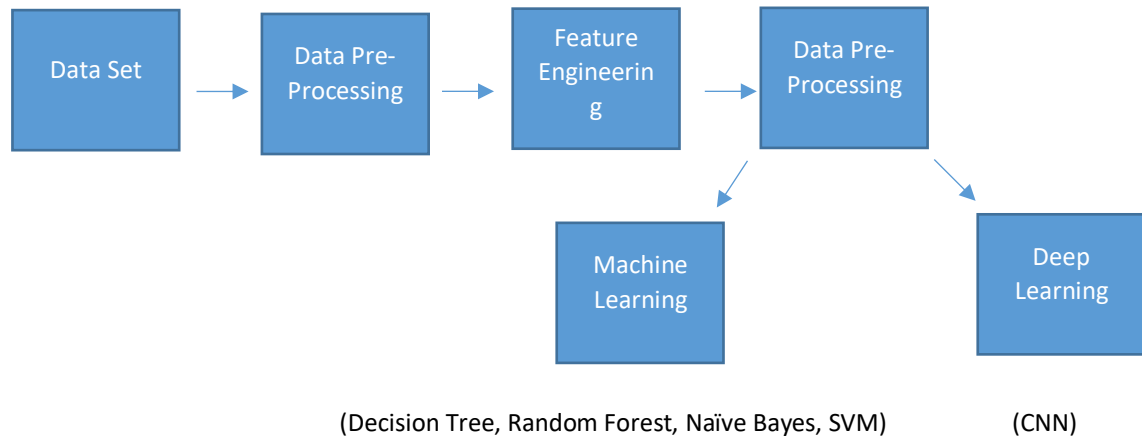 Data Set
Data Pre-
Processing
Feature
Engineerin
g
Data Pre-
Processing
Machine
Learning
Deep
Learning
(Decision Tree, Random Forest, Naïve Bayes, SVM)
(CNN)